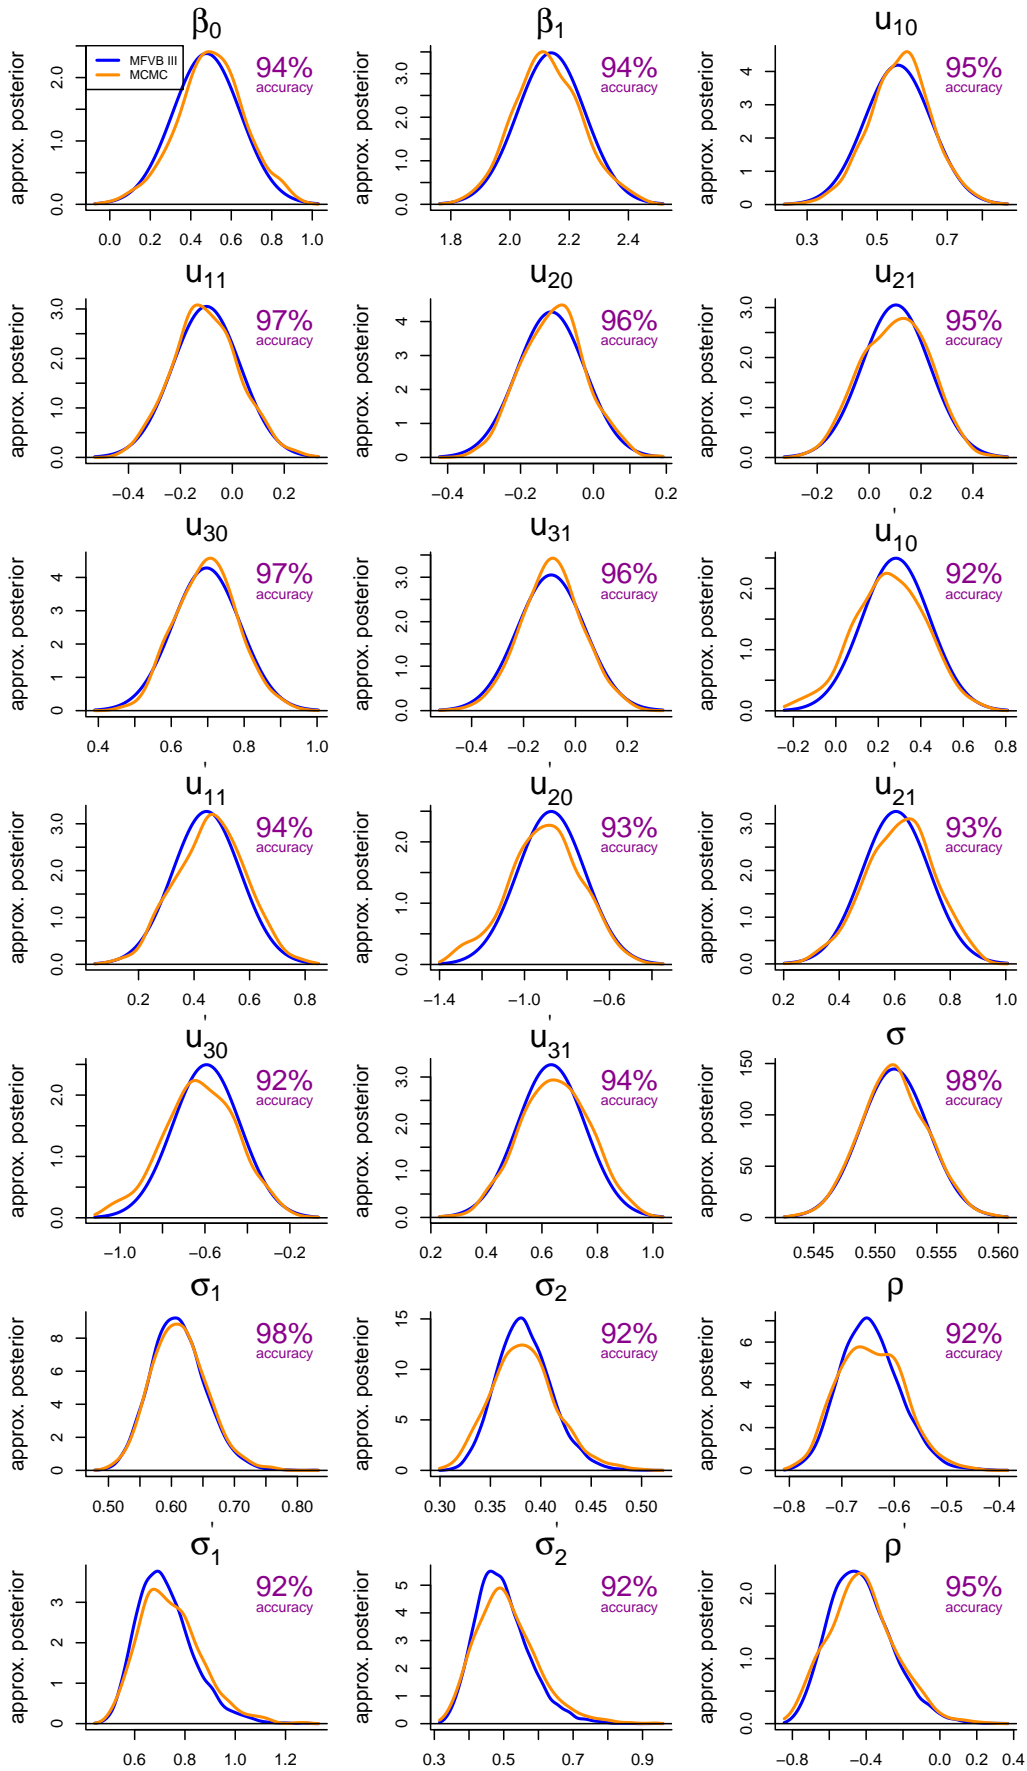 β0 β1 u10
approx. posterior 0.0 1.0 2.0 MFVB III MCMC 94% accuracy
0.0 0.2 0.4 0.6 0.8 1.0
approx. posterior 0.0 1.0 2.0 3.0 94% accuracy
1.8 2.0 2.2 2.4
approx. posterior 0 1 2 3 4 95% accuracy
0.3 0.5 0.7
u11 u20 u21
approx. posterior 0.0 1.0 2.0 3.0 97% accuracy
−0.4 −0.2 0.0 0.2
approx. posterior 0 1 2 3 4 96% accuracy
−0.4 −0.2 0.0 0.2
approx. posterior 0.0 1.0 2.0 3.0 95% accuracy
−0.2 0.0 0.2 0.4
u30 u31 u'10
approx. posterior 0 1 2 3 4 97% accuracy
0.4 0.6 0.8 1.0
approx. posterior 0.0 1.0 2.0 3.0 96% accuracy
−0.4 −0.2 0.0 0.2
approx. posterior 0.0 1.0 2.0 92% accuracy
−0.2 0.0 0.2 0.4 0.6 0.8
u'11 u'20 u'21
approx. posterior 0.0 1.0 2.0 3.0 94% accuracy
0.2 0.4 0.6 0.8
approx. posterior 0.0 1.0 2.0 93% accuracy
−1.4 −1.0 −0.6
approx. posterior 0.0 1.0 2.0 3.0 93% accuracy
0.2 0.4 0.6 0.8 1.0
u'30 u'31 σ
approx. posterior 0.0 1.0 2.0 92% accuracy
−1.0 −0.6 −0.2
approx. posterior 0.0 1.0 2.0 3.0 94% accuracy
0.2 0.4 0.6 0.8 1.0
approx. posterior 0 50 100 150 98% accuracy
0.545 0.550 0.555 0.560
σ1 σ2 ρ
approx. posterior 0 2 4 6 8 98% accuracy
0.50 0.60 0.70 0.80
approx. posterior 0 5 10 15 92% accuracy
0.30 0.35 0.40 0.45 0.50
approx. posterior 0 2 4 6 92% accuracy
−0.8 −0.7 −0.6 −0.5 −0.4
σ'1 σ'2 ρ'
approx. posterior 0 1 2 3 92% accuracy
0.6 0.8 1.0 1.2
approx. posterior 0 1 2 3 4 5 92% accuracy
0.3 0.5 0.7 0.9
approx. posterior 0.0 1.0 2.0 95% accuracy
−0.8 −0.4 0.0 0.2 0.4